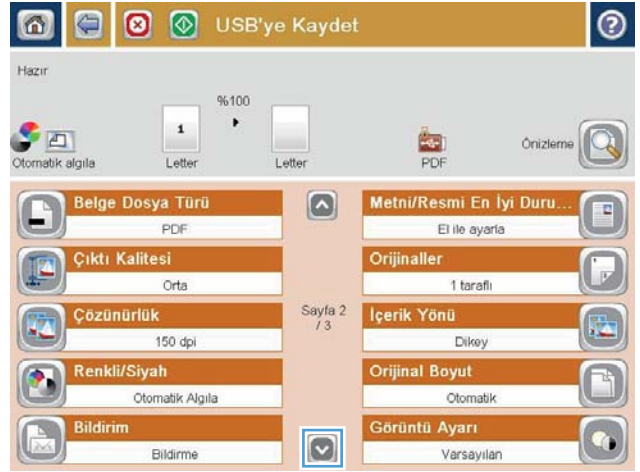 USB'ye Kaydet
Hazır
%100
1
Otomatik algıla
Letter
Letter
PDF
Önizleme
Belge Dosya Türü
PDF
Çıktı Kalitesi
Orta
Çözünürlük
150 dpi
Renkli/Siyah
Otomatik Algıla
Bildirim
Bildirme
Sayfa 2
/ 3
Metni/Resmi En İyi Duru...
El ile ayarla
Orijinaller
1 taraflı
İçerik Yönü
Dikey
Orijinal Boyut
Otomatik
Görüntü Ayarı
Varsayılan